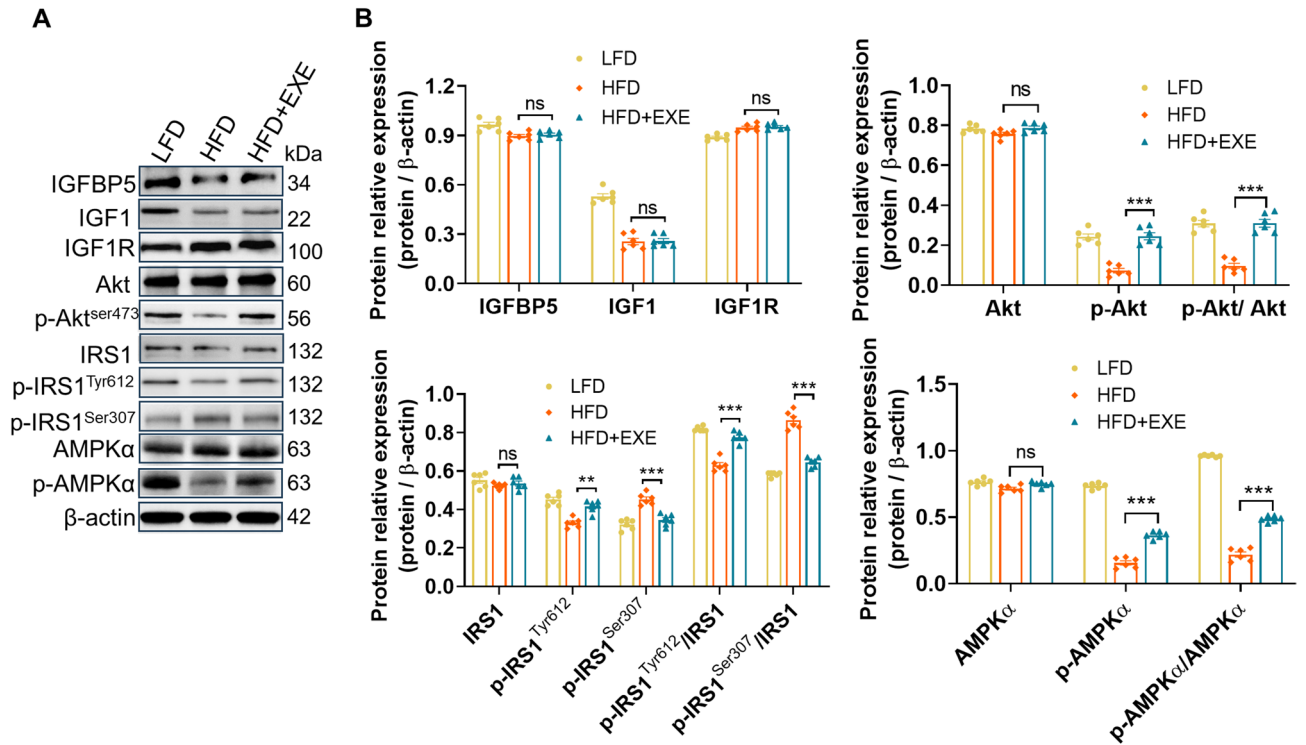 A
LFD
HFD
HFD+EXE
kDa
IGFBP5
34
IGF1
22
IGF1R
100
Akt
60
p-Aktser473
56
IRS1
132
p-IRS1Tyr612
132
p-IRS1Ser307
132
AMPKα
63
p-AMPKα
63
β-actin
42
B
Protein relative expression
(protein / β-actin)
1.2
0.9
0.6
0.3
0.0
LFD
HFD
HFD+EXE
ns
ns
ns
IGFBP5
IGF1
IGF1R
Protein relative expression
(protein / β-actin)
1.0
0.8
0.6
0.4
0.2
0.0
LFD
HFD
HFD+EXE
ns
***
***
Akt
p-Akt
p-Akt/ Akt
Protein relative expression
(protein / β-actin)
1.0
0.8
0.6
0.4
0.2
0.0
LFD
HFD
HFD+EXE
ns
**
***
***
***
IRS1
p-IRS1Tyr612
p-IRS1Ser307
p-IRS1Tyr612/IRS1
p-IRS1Ser307/IRS1
Protein relative expression
(protein / β-actin)
1.5
1.0
0.5
0.0
LFD
HFD
HFD+EXE
ns
***
***
AMPKα
p-AMPKα
p-AMPKα/AMPKα